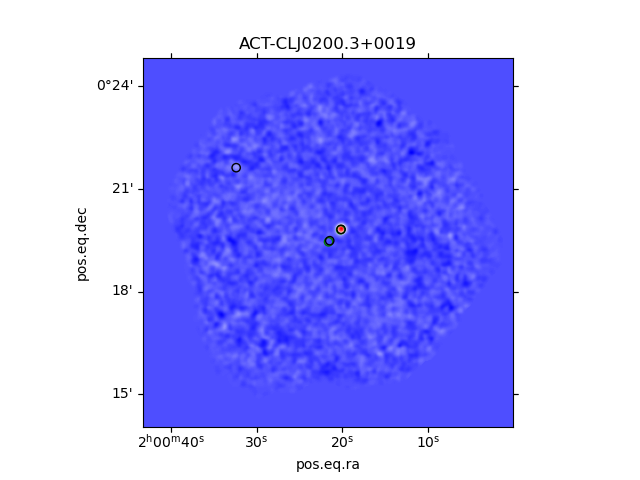 ACT-CLJ0200.3+0019
0°24'
21'
18'
15'
2ʰ00ᵐ40ˢ 30ˢ 20ˢ 10ˢ
pos.eq.ra
pos.eq.dec